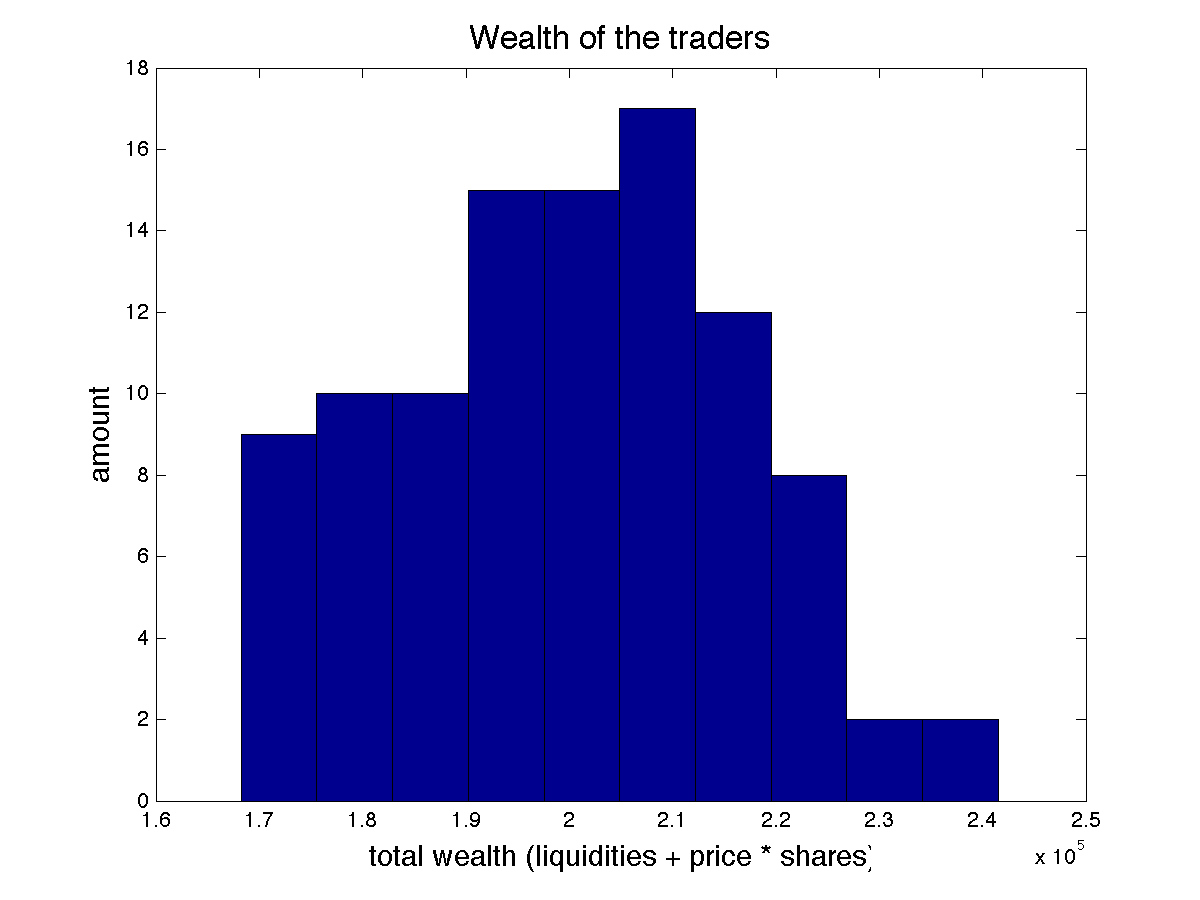 Wealth of the traders
18
16
14
12
10
8
6
4
2
0
amount
1.6 1.7 1.8 1.9 2 2.1 2.2 2.3 2.4 2.5
x 10^5
total wealth (liquidities + price * shares)